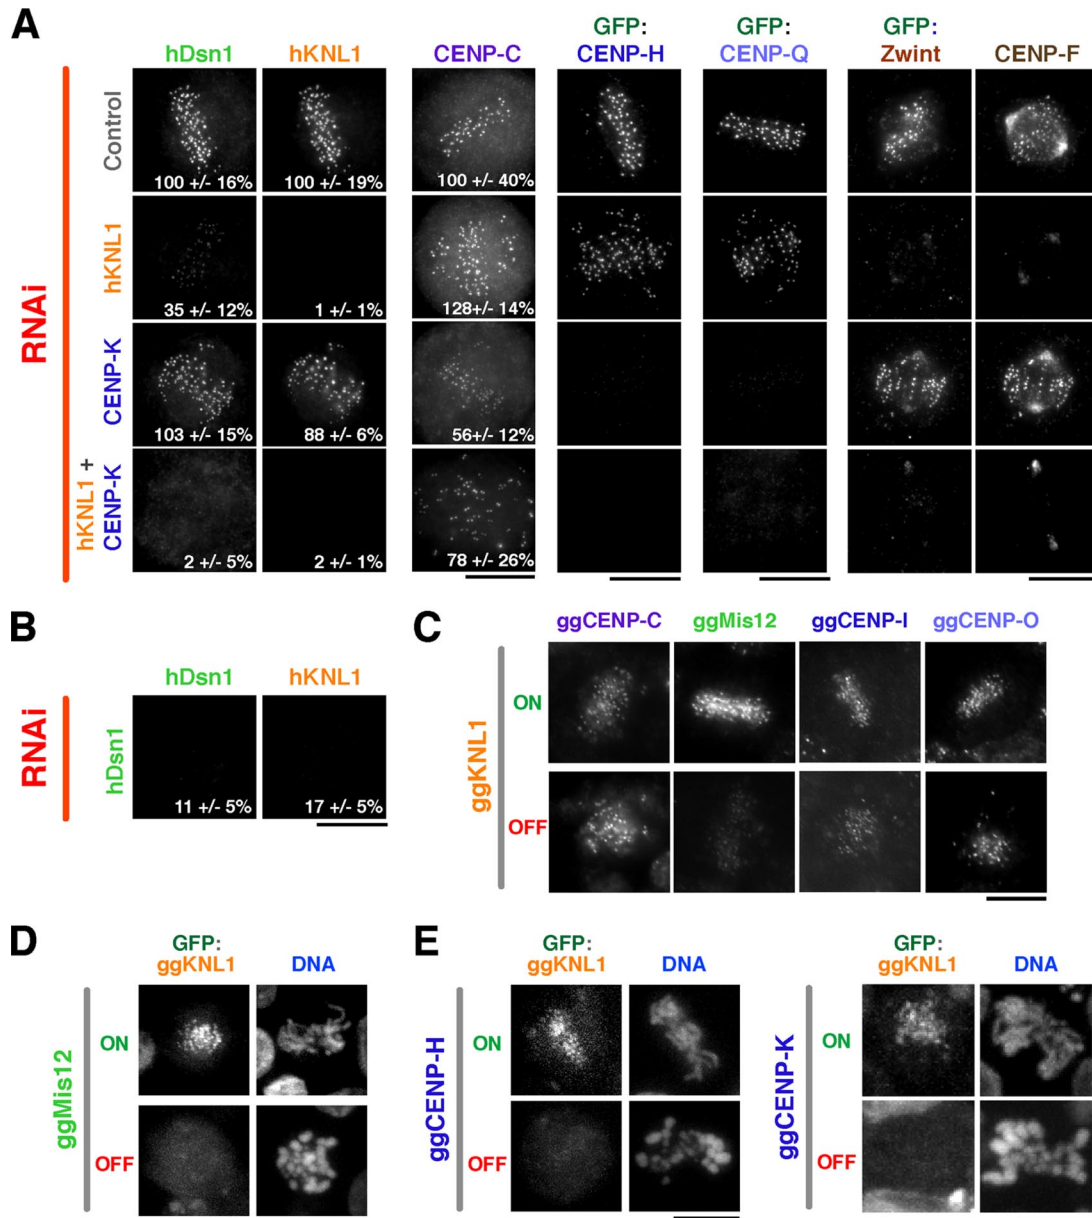 A
hDsn1
hKNL1
CENP-C
GFP:
CENP-H
GFP:
CENP-Q
GFP:
Zwint
CENP-F
RNAi
Control
100 +/- 16%
100 +/- 19%
100 +/- 40%
hKNL1
35 +/- 12%
1 +/- 1%
128+/- 14%
CENP-K
103 +/- 15%
88 +/- 6%
56+/- 12%
hKNL1 +
CENP-K
2 +/- 5%
2 +/- 1%
78 +/- 26%
B
hDsn1
hKNL1
RNAi
hDsn1
11 +/- 5%
17 +/- 5%
C
ggCENP-C
ggMis12
ggCENP-I
ggCENP-O
ggKNL1
ON
OFF
D
GFP:
ggKNL1
DNA
ggMis12
ON
OFF
E
GFP:
ggKNL1
DNA
ggCENP-H
ON
OFF
GFP:
ggKNL1
DNA
ggCENP-K
ON
OFF